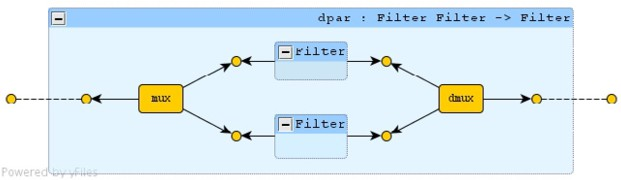 dpar : Filter Filter -> Filter
Filter
mux
dmux
Filter
Powered by yFiles